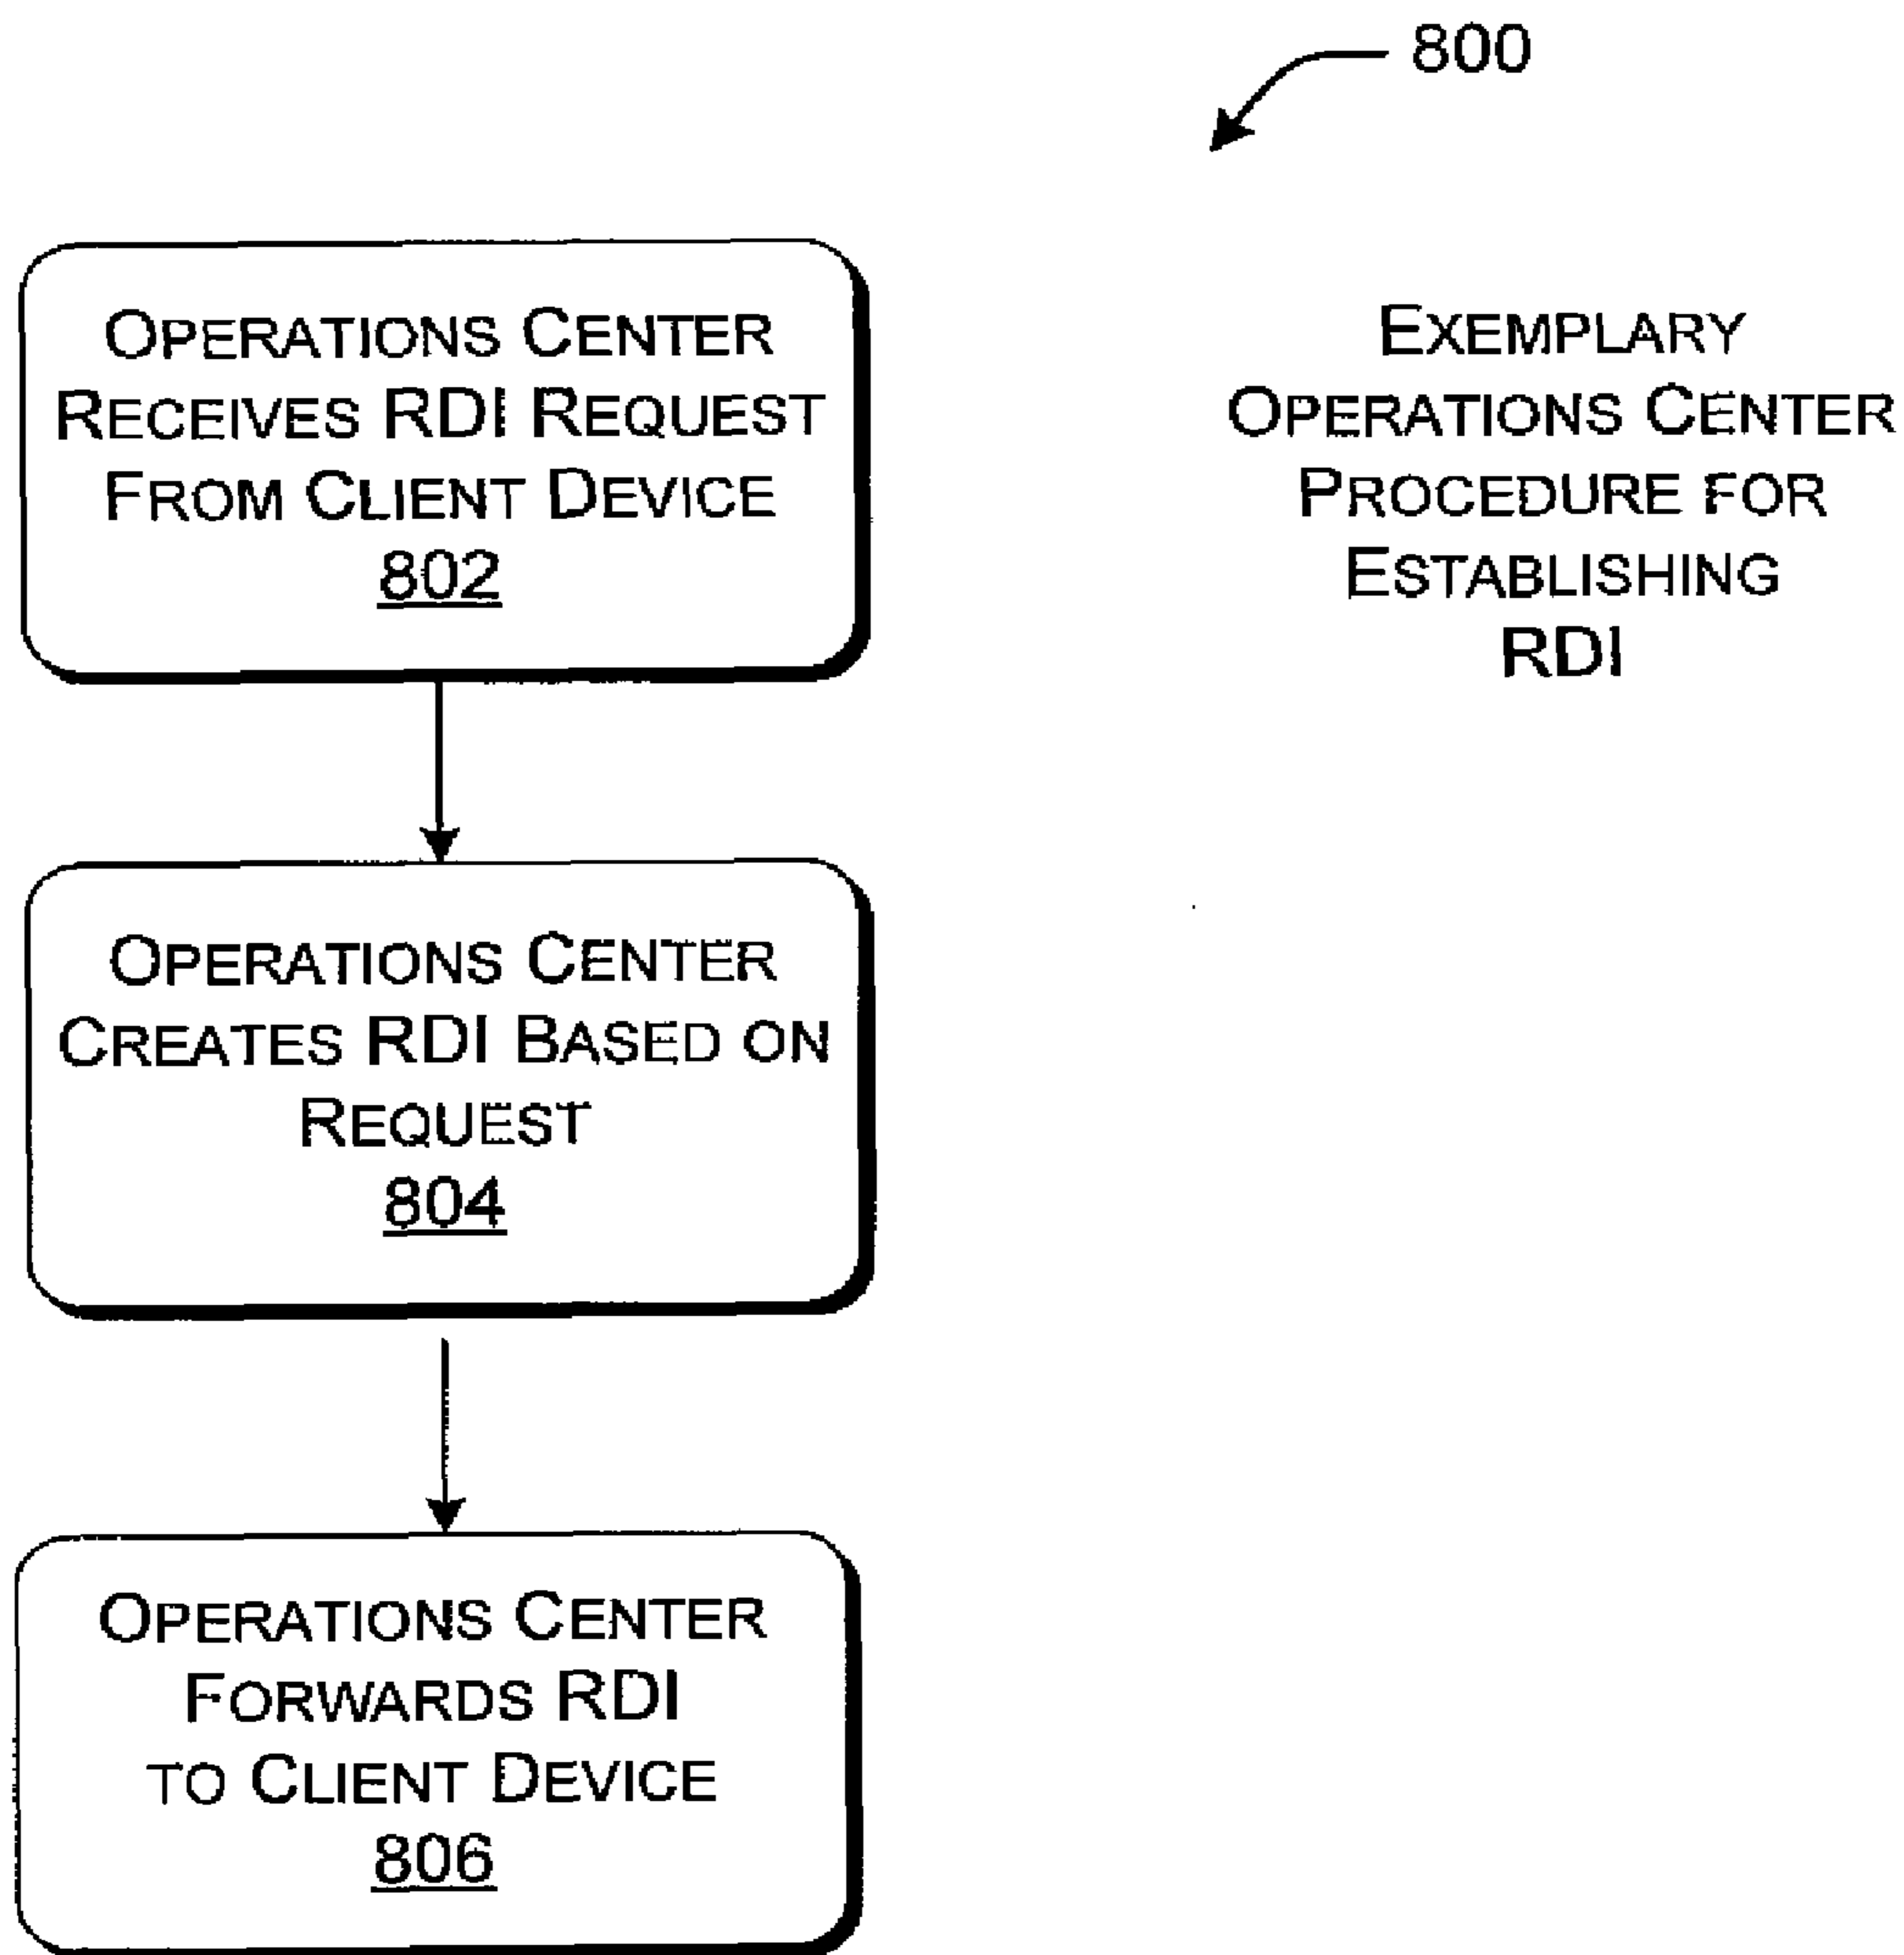 800
OPERATIONS CENTER
RECEIVES RDI REQUEST
FROM CLIENT DEVICE
802
EXEMPLARY
OPERATIONS CENTER
PROCEDURE FOR
ESTABLISHING
RDI
OPERATIONS CENTER
CREATES RDI BASED ON
REQUEST
804
OPERATIONS CENTER
FORWARDS RDI
TO CLIENT DEVICE
806